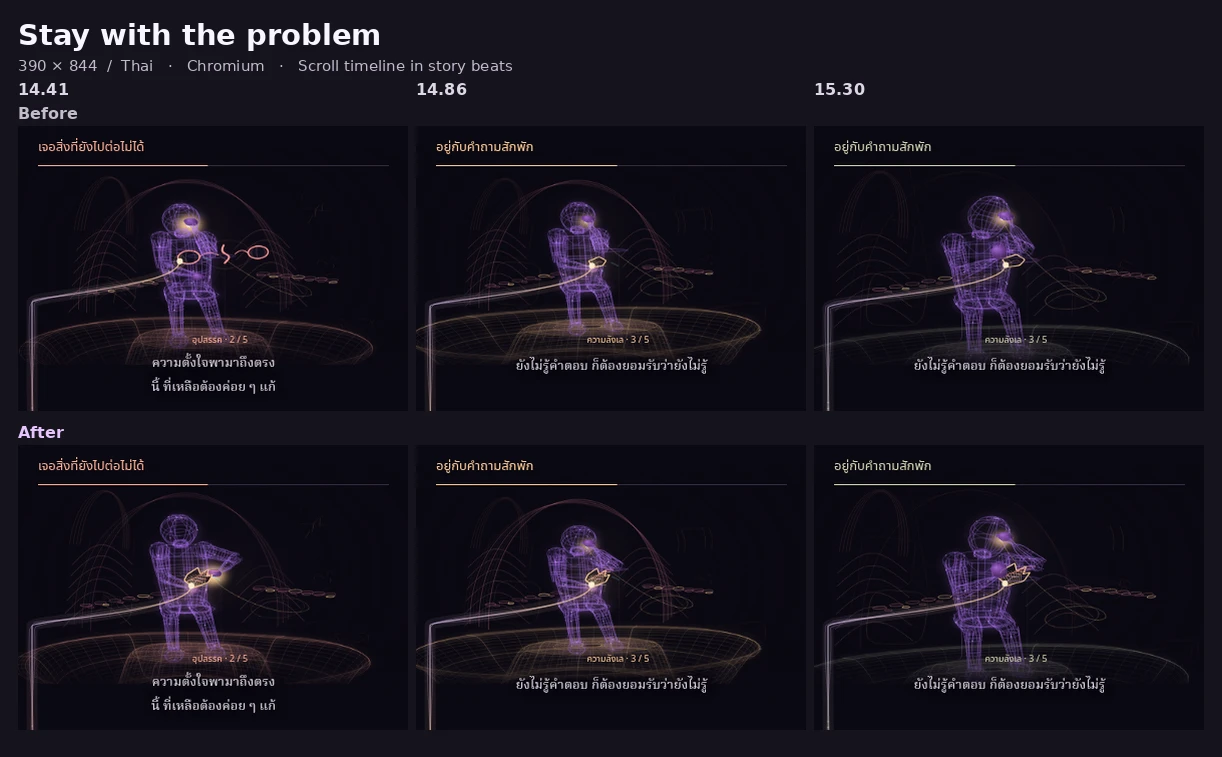 Stay with the problem
390 × 844 / Thai · Chromium · Scroll timeline in story beats
14.41
14.86
15.30
Before
เจอสิ่งที่ยังไปต่อไม่ได้
อยู่กับคำถามสักพัก
อยู่กับคำถามสักพัก
อุปสรรค · 2 / 5
ความตั้งใจพามาถึงตรง
นี้ ที่เหลือต้องค่อย ๆ แก้
ความลังเล · 3 / 5
ยังไม่รู้คำตอบ ก็ต้องยอมรับว่ายังไม่รู้
ความลังเล · 3 / 5
ยังไม่รู้คำตอบ ก็ต้องยอมรับว่ายังไม่รู้
After
เจอสิ่งที่ยังไปต่อไม่ได้
อยู่กับคำถามสักพัก
อยู่กับคำถามสักพัก
อุปสรรค · 2 / 5
ความตั้งใจพามาถึงตรง
นี้ ที่เหลือต้องค่อย ๆ แก้
ความลังเล · 3 / 5
ยังไม่รู้คำตอบ ก็ต้องยอมรับว่ายังไม่รู้
ความลังเล · 3 / 5
ยังไม่รู้คำตอบ ก็ต้องยอมรับว่ายังไม่รู้